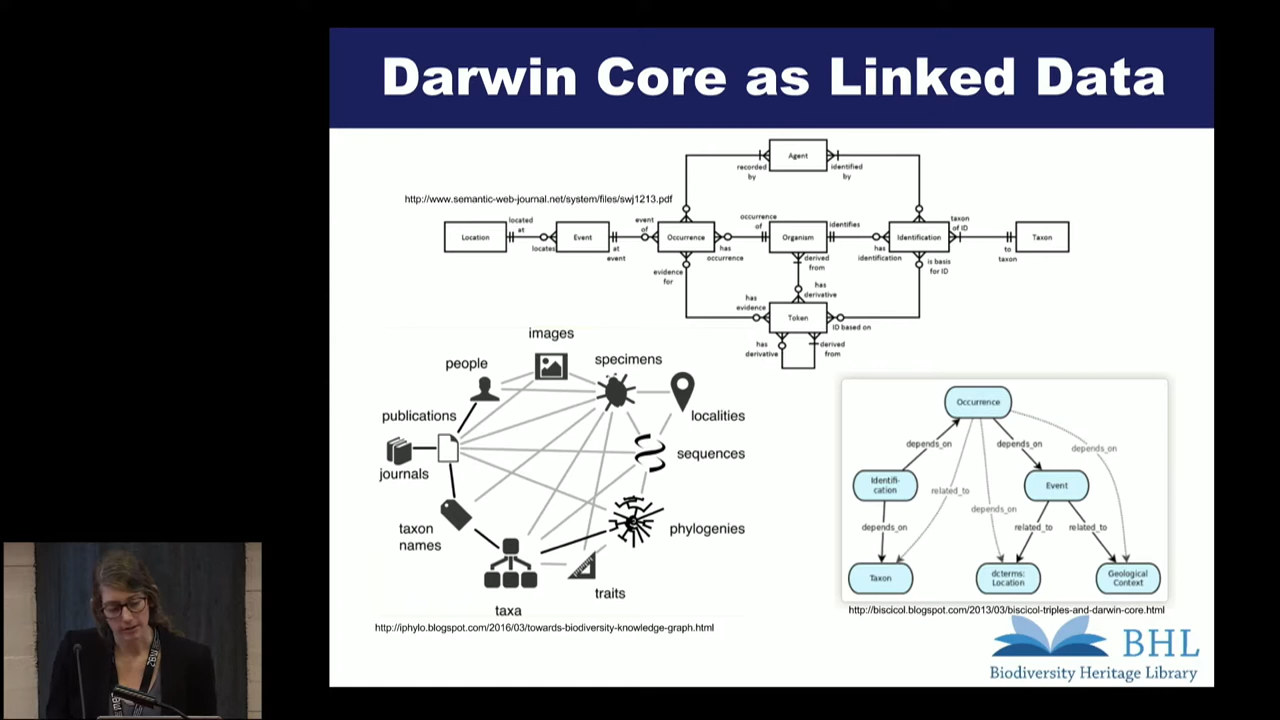 Darwin Core as Linked Data
Agent
recorded
by
identified
by
http://www.semantic-web-journal.net/system/files/swj1213.pdf
located
at
event
of
occurrence
of
identifies
taxon
of ID
Location
Event
Occurrence
Organism
Identification
Taxon
locates
at
event
has
occurrence
has
identification
to
taxon
evidence
for
derived
from
is basis
for ID
has
evidence
has
derivative
Token
ID based on
has
derivative
derived
from
images
people
specimens
publications
localities
journals
sequences
taxon
names
phylogenies
traits
taxa
http://iphylo.blogspot.com/2016/03/towards-biodiversity-knowledge-graph.html
Occurrence
depends_on
depends_on
depends_on
Identifi-
cation
related_to
Event
depends_on
depends_on
related_to
related_to
Taxon
dcterms:
Location
Geological
Context
http://biscicol.blogspot.com/2013/03/biscicol-triples-and-darwin-core.html
BHL
Biodiversity Heritage Library